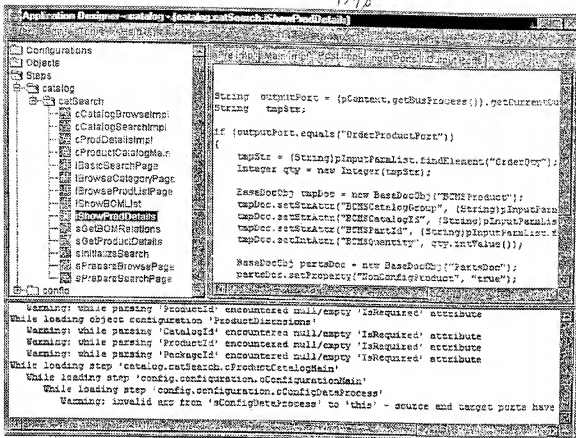 Application Designer - catalog - [catalog.catSearch.iShowProdDetails]
Configurations
Objects
Steps
catalog
catSearch
cCatalogBrowseImpl
cCatalogSearchImpl
cProdDetailsImpl
cProductCatalogMain
iBasicSearchPage
iBrowseCategoryPage
iBrowseProdListPage
iShowBOMList
iShowProdDetails
sGetBOMRelations
sGetProductDetails
sInitializeSearch
sPrepareBrowsePage
sPrepareSearchPage
config
String outputPort = (pContext.getBusProcess()).getCurrentOu
String tmpStr;
if (outputPort.equals("OrderProductPort"))
{
tmpStr = (String)pInputParmList.findElement("OrderQty");
Integer qty = new Integer(tmpStr);
BaseDocObj tmpDoc = new BaseDocObj("BCMSProduct");
tmpDoc.setStrAttr("BCMSCatalogGroup", (String)pInputParm
tmpDoc.setStrAttr("BCMSCatalogIS", (String)pInputParmLis
tmpDoc.setStrAttr("BCMSPartId", (String)pInputParmList.f
tmpDoc.setIntAttr("BCMSQuantity", qty.intValue());
BaseDocObj partsDoc = new BaseDocObj("PartsDoc");
partsDoc.setProperty("NonConfigProduct", "true");
Warning: while parsing 'ProductId' encountered null/empty 'IsRequired' attribute
While loading object configuration 'ProductDimensions'
Warning: while parsing 'CatalogId' encountered null/empty 'IsRequired' attribute
Warning: while parsing 'ProductId' encountered null/empty 'IsRequired' attribute
Warning: while parsing 'PackageId' encountered null/empty 'IsRequired' attribute
While loading step 'catalog.catSearch.cProductCatalogMain'
While loading step 'config.configuration.cConfigurationMain'
While loading step 'config.configuration.cConfigDataProcess'
Warning: invalid arc from 'sConfigDataProcess' to 'this' - source and target ports have